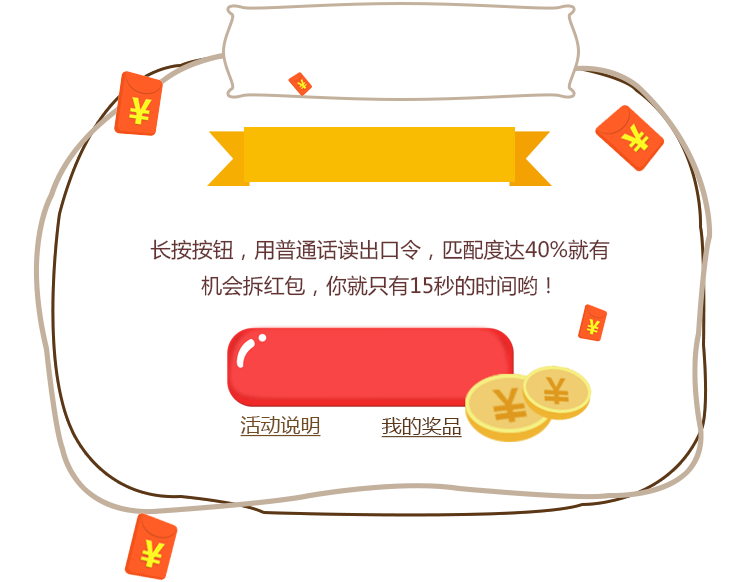 长按按钮，用普通话读出口令，匹配度达40%就有
机会拆红包，你就只有15秒的时间哟！
活动说明
我的奖品